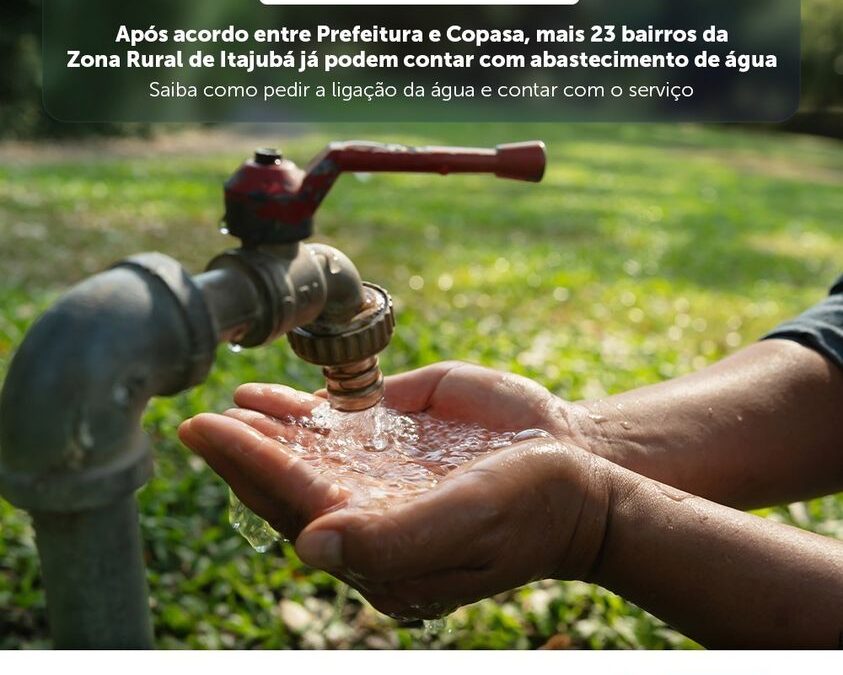 Após acordo entre Prefeitura e Copasa, mais 23 bairros da
Zona Rural de Itajubá já podem contar com abastecimento de água
Saiba como pedir a ligação da água e contar com o serviço